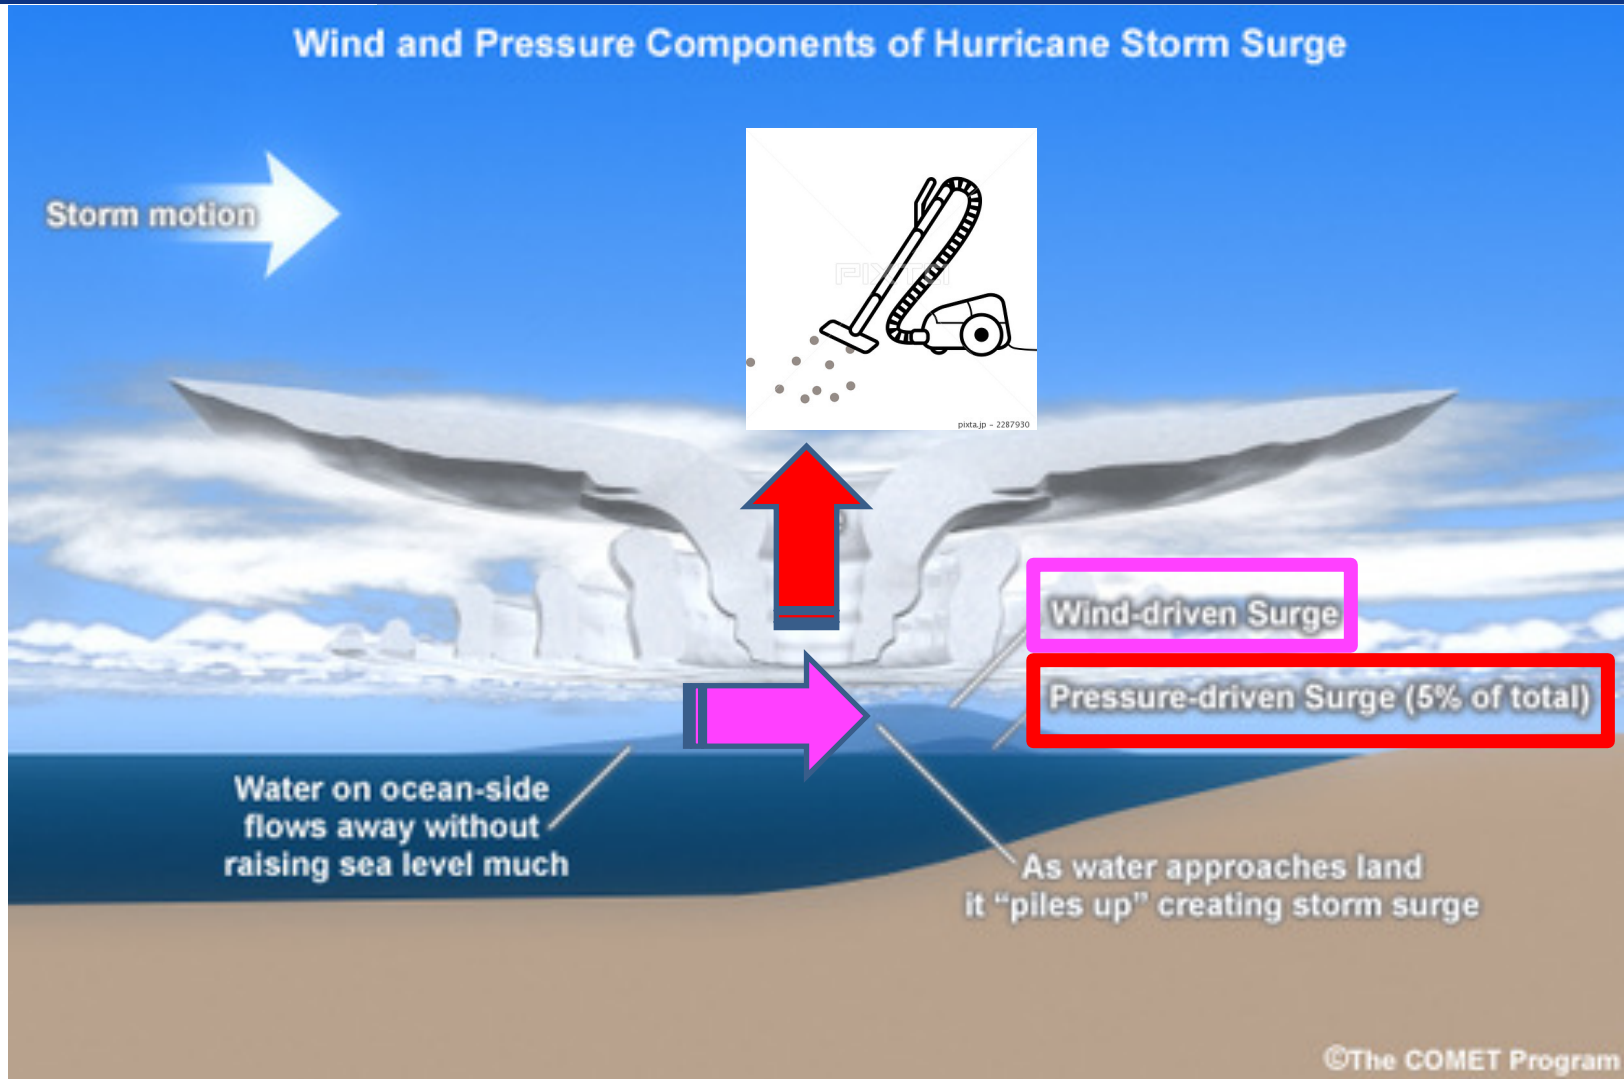 Wind and Pressure Components of Hurricane Storm Surge
Storm motion
PIXTA
pixta.jp - 2287930
Wind-driven Surge
Pressure-driven Surge (5% of total)
Water on ocean-side
flows away without
raising sea level much
As water approaches land
it “piles up” creating storm surge
©The COMET Program